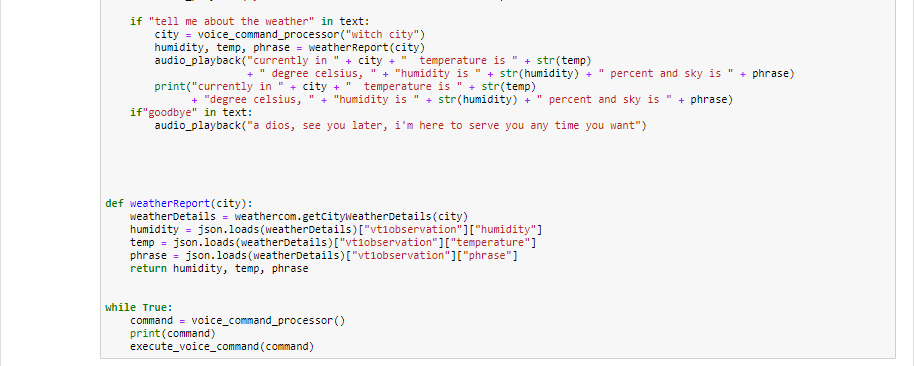 if "tell me about the weather" in text:
city = voice_command_processor("witch city")
humidity, temp, phrase = weatherReport(city)
audio_playback("currently in " + city + "  temperature is " + str(temp)
+ " degree celsius, " + "humidity is " + str(humidity) + " percent and sky is " + phrase)
print("currently in " + city + "  temperature is " + str(temp)
+ "degree celsius, " + "humidity is " + str(humidity) + " percent and sky is " + phrase)
if"goodbye" in text:
audio_playback("a dios, see you later, i'm here to serve you any time you want")
def weatherReport(city):
weatherDetails = weathercom.getCityWeatherDetails(city)
humidity = json.loads(weatherDetails)["vt1observation"]["humidity"]
temp = json.loads(weatherDetails)["vt1observation"]["temperature"]
phrase = json.loads(weatherDetails)["vt1observation"]["phrase"]
return humidity, temp, phrase
while True:
command = voice_command_processor()
print(command)
execute_voice_command(command)